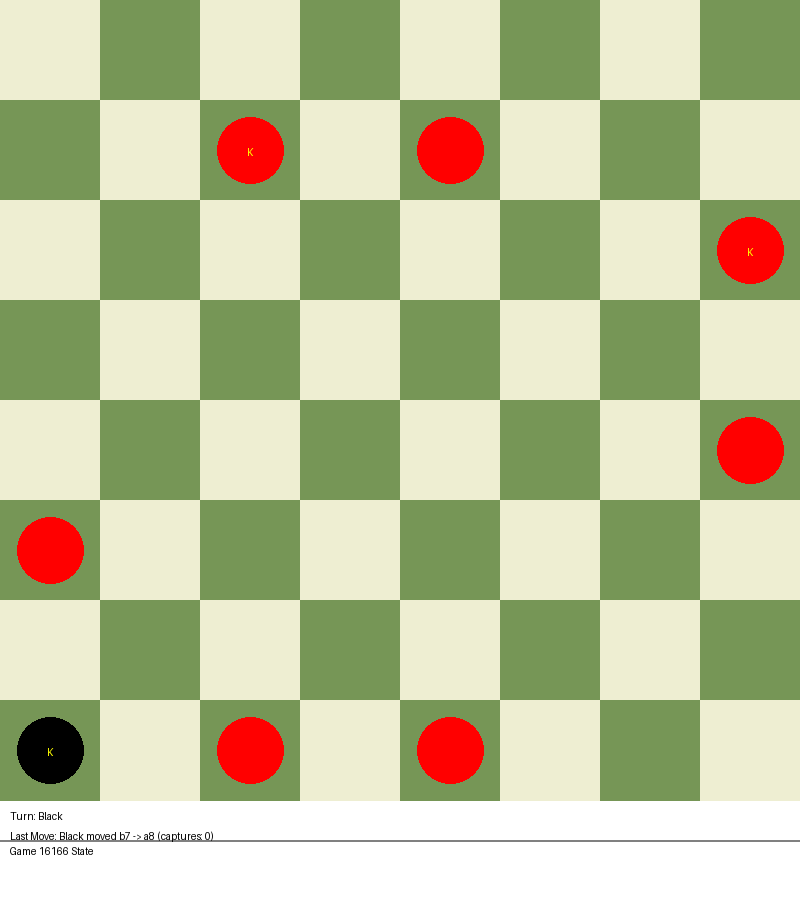 K
K
K
Turn: Black
Last Move: Black moved b7 -> a8 (captures: 0)
Game 16166 State